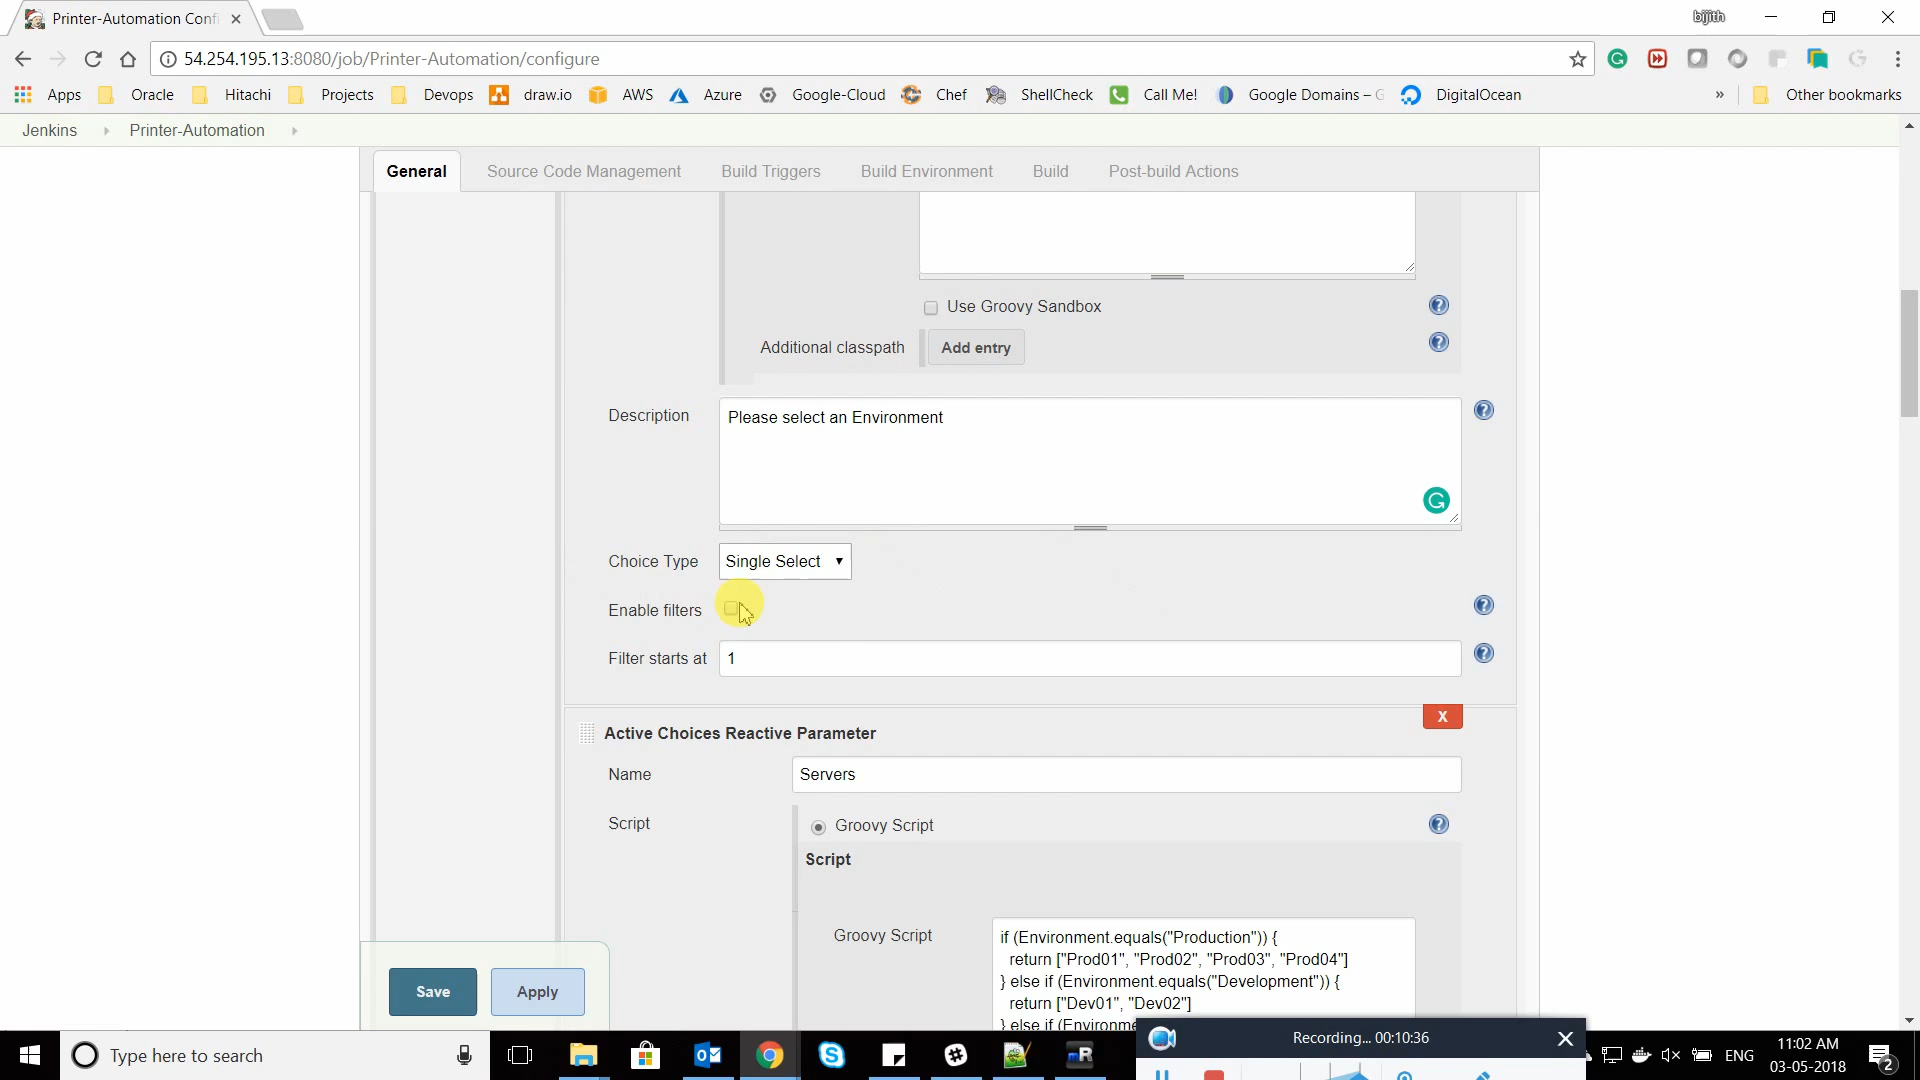 Printer-Automation Confi
bijith
54.254.195.13:8080/job/Printer-Automation/configure
Apps
Oracle
Hitachi
Projects
Devops
draw.io
AWS
Azure
Google-Cloud
Chef
ShellCheck
Call Me!
Google Domains – G
DigitalOcean
»
Other bookmarks
Jenkins
Printer-Automation
General
Source Code Management
Build Triggers
Build Environment
Build
Post-build Actions
Use Groovy Sandbox
Additional classpath
Add entry
Description
Please select an Environment
Choice Type
Single Select
Enable filters
Filter starts at
1
X
Active Choices Reactive Parameter
Name
Servers
Script
Groovy Script
Script
Groovy Script
if (Environment.equals("Production")) {
return ["Prod01", "Prod02", "Prod03", "Prod04"]
} else if (Environment.equals("Development")) {
return ["Dev01", "Dev02"]
} else if (Environme
Save
Apply
Recording... 00:10:36
Type here to search
ENG
11:02 AM
03-05-2018
2